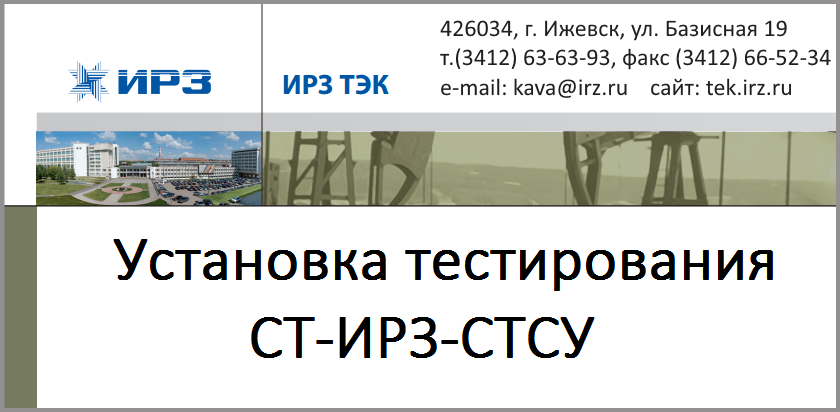 426034, г. Ижевск, ул. Базисная 19
ИРЗ
ИРЗ ТЭК
т.(3412) 63-63-93, факс (3412) 66-52-34
e-mail: kava@irz.ru сайт: tek.irz.ru
Установка тестирования
СТ-ИРЗ-СТСУ